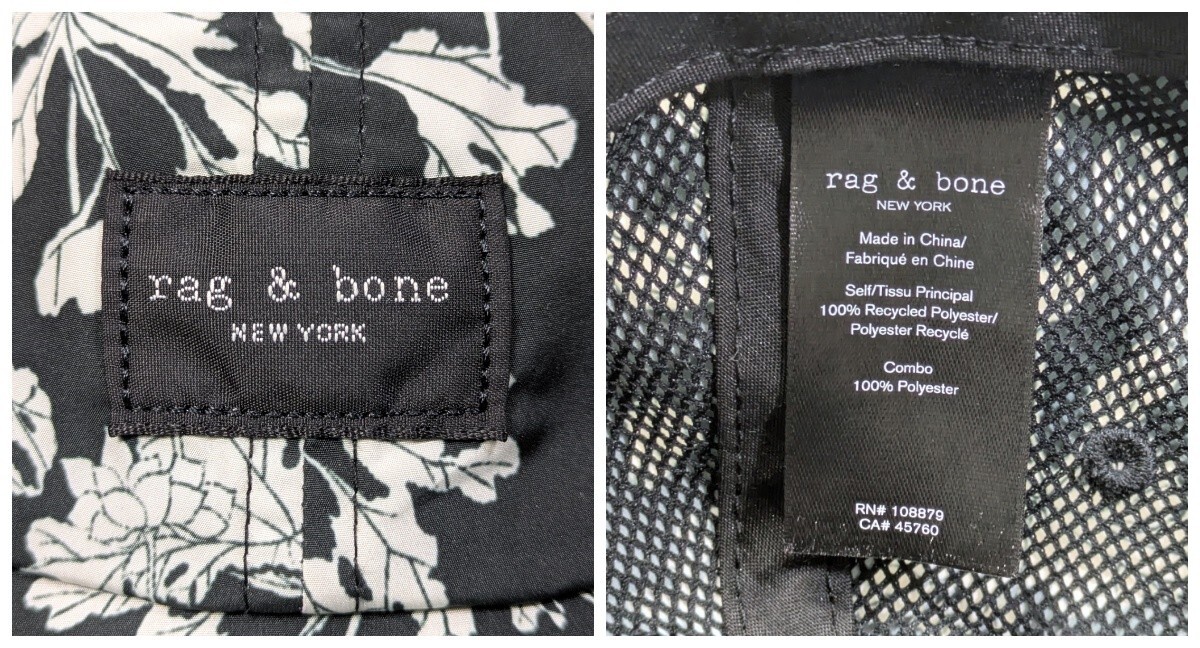 rag & bone
NEW YORK
rag & bone
NEW YORK
Made in China/
Fabriqué en Chine
Self/Tissu Principal
100% Recycled Polyester/
Polyester Recyclé
Combo
100% Polyester
RN# 108879
CA# 45760